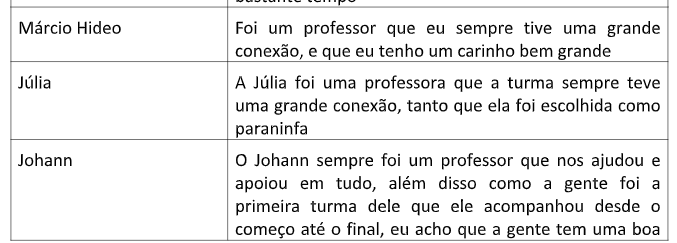 bastante tempo
Márcio Hideo
Foi um professor que eu sempre tive uma grande
conexão, e que eu tenho um carinho bem grande
Júlia
A Júlia foi uma professora que a turma sempre teve
uma grande conexão, tanto que ela foi escolhida como
paraninfa
Johann
O Johann sempre foi um professor que nos ajudou e
apoiou em tudo, além disso como a gente foi a
primeira turma dele que ele acompanhou desde o
começo até o final, eu acho que a gente tem uma boa